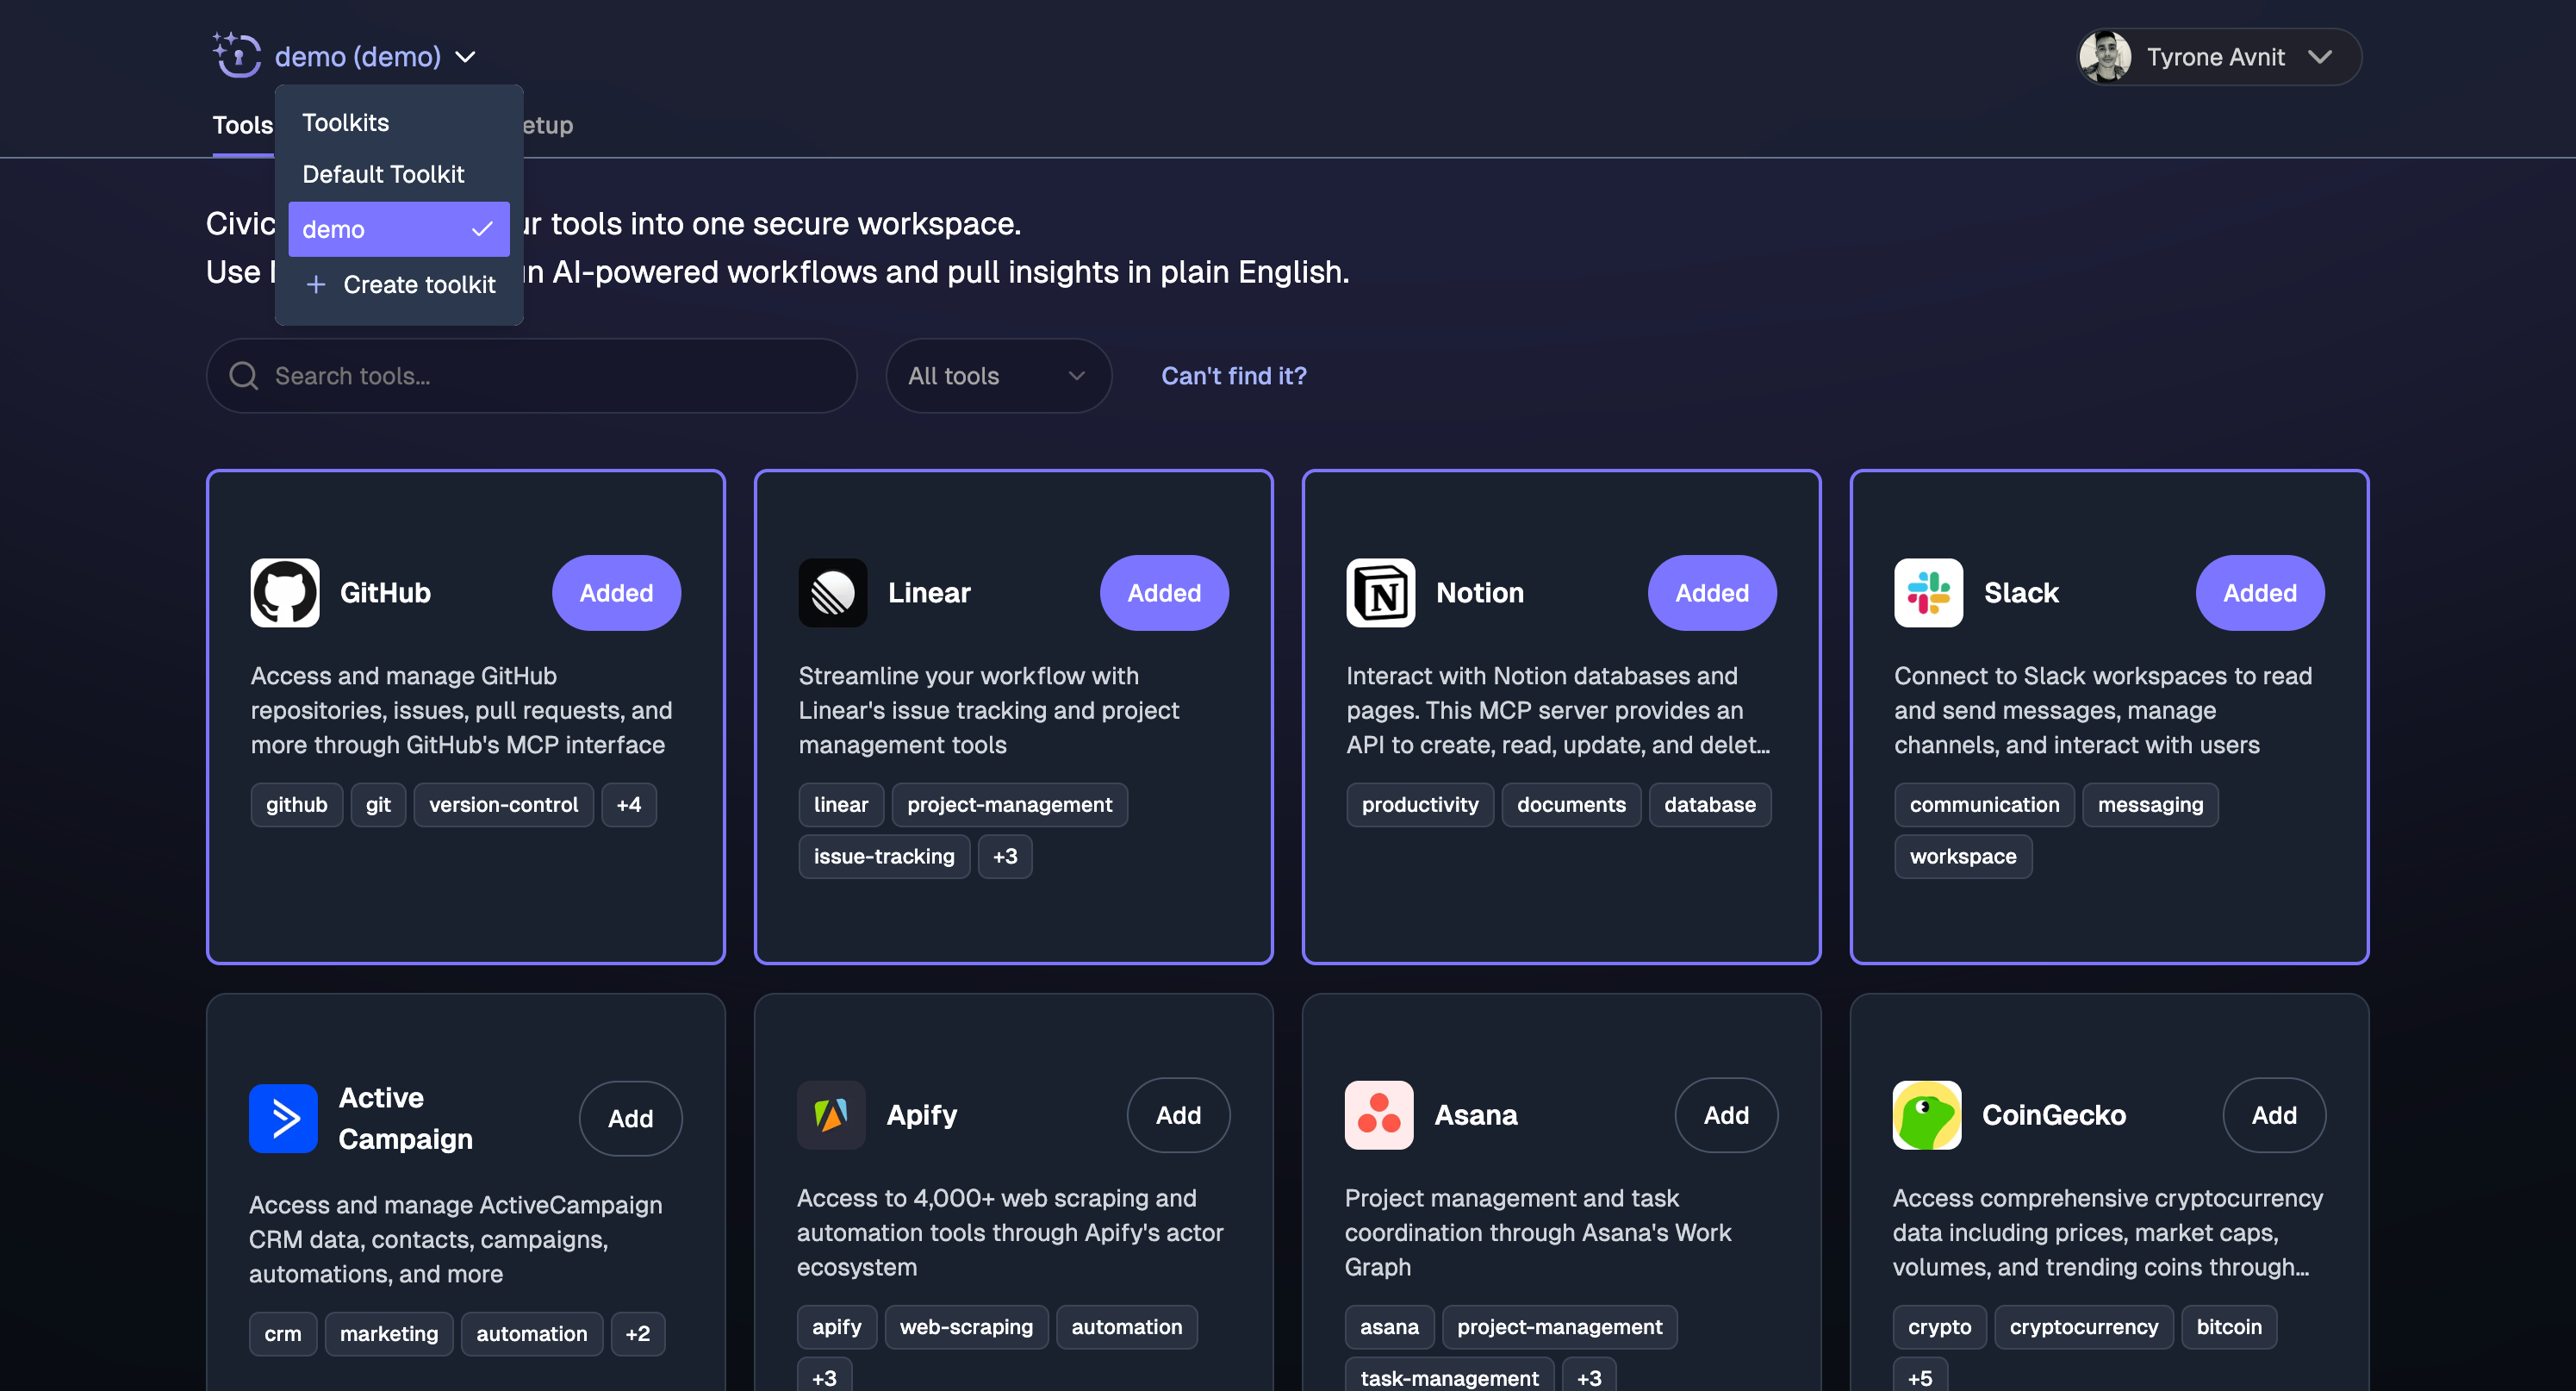 demo (demo)
Tyrone Avnit
Tools
etup
Toolkits
Default Toolkit
demo
+ Create toolkit
Civic
ur tools into one secure workspace.
Use
n AI-powered workflows and pull insights in plain English.
Search tools...
All tools
Can't find it?
GitHub
Added
Access and manage GitHub
repositories, issues, pull requests, and
more through GitHub's MCP interface
github git version-control +4
Linear
Added
Streamline your workflow with
Linear's issue tracking and project
management tools
linear project-management
issue-tracking +3
Notion
Added
Interact with Notion databases and
pages. This MCP server provides an
API to create, read, update, and delet...
productivity documents database
Slack
Added
Connect to Slack workspaces to read
and send messages, manage
channels, and interact with users
communication messaging
workspace
Active
Campaign
Add
Access and manage ActiveCampaign
CRM data, contacts, campaigns,
automations, and more
crm marketing automation +2
Apify
Add
Access to 4,000+ web scraping and
automation tools through Apify's actor
ecosystem
apify web-scraping automation
+3
Asana
Add
Project management and task
coordination through Asana's Work
Graph
asana project-management
task-management +3
CoinGecko
Add
Access comprehensive cryptocurrency
data including prices, market caps,
volumes, and trending coins through...
crypto cryptocurrency bitcoin
+5